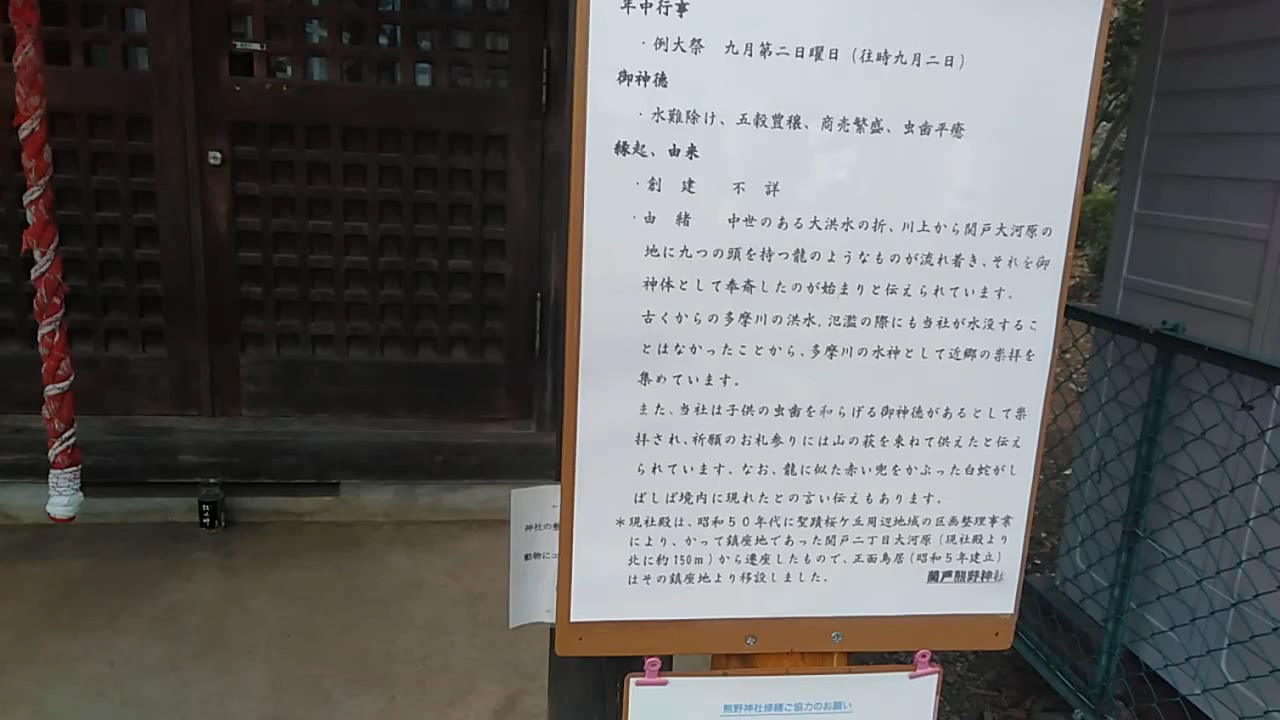 年中行事
・例大祭 九月第二日曜日(往時九月二日)
御神徳
・水難除け、五穀豊穣、商売繁盛、虫歯平癒
縁起、由来
・創 建 不 詳
・由 緒 中世のある大洪水の折、川上から関戸大河原の
地に九つの頭を持つ龍のようなものが流れ着き、それを御
神体として奉斎したのが始まりと伝えられています。
古くからの多摩川の洪水,氾濫の際にも当社が水没するこ
とはなかったことから、多摩川の水神として近郷の崇拝を
集めています。
また、当社は子供の虫歯を和らげる御神徳があるとして崇
拝され、祈願のお札参りには山の萩を束ねて供えたと伝え
られています。なお、龍に似た赤い兜をかぶった白蛇がし
ばしば境内に現れたとの言い伝えもあります。
＊現社殿は、昭和50年代に聖蹟桜ケ丘周辺地域の区画整理事業
により、かって鎮座地であった関戸二丁目大河原(現社殿より
北に約150m)から遷座したもので、正面鳥居(昭和5年建立)
はその鎮座地より移設しました。
関戸熊野神社
神社の
動物に
熊野神社修繕ご協力のお願い